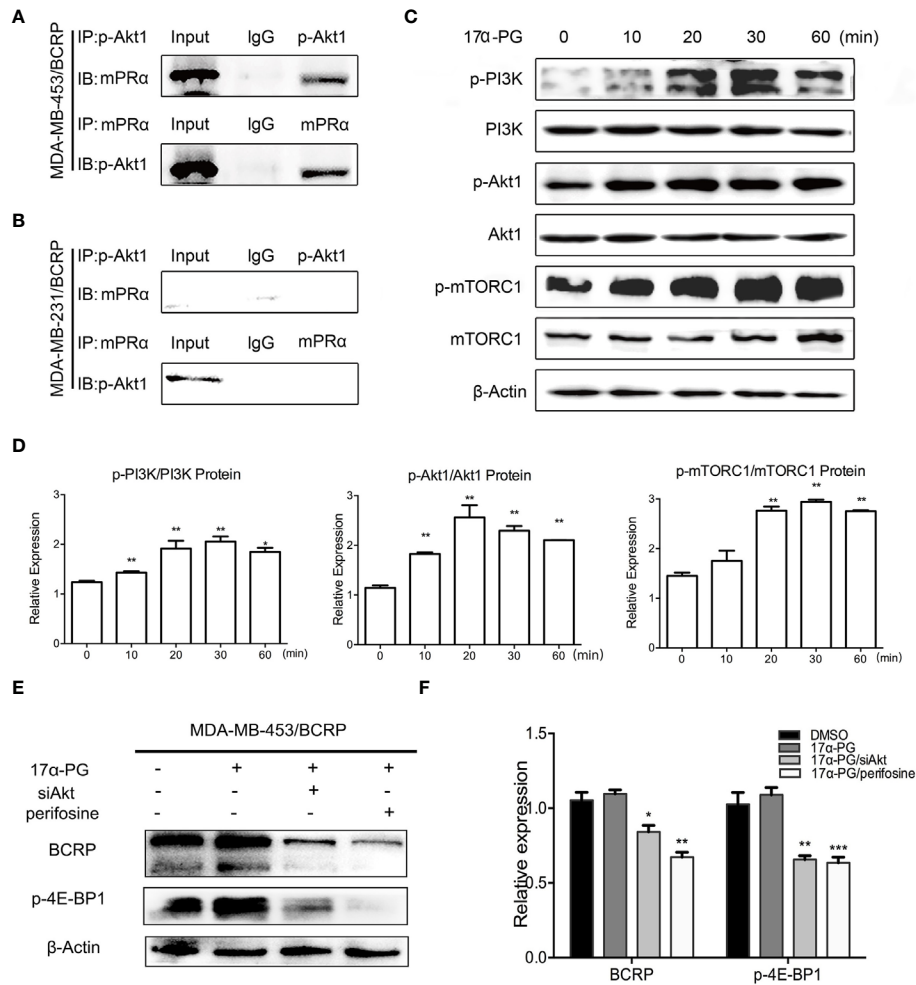 A
MDA-MB-453/BCRP
IP:p-Akt1 Input IgG p-Akt1
IB:mPRα
IP: mPRα Input IgG mPRα
IB:p-Akt1
B
MDA-MB-231/BCRP
IP:p-Akt1 Input IgG p-Akt1
IB: mPRα
IP: mPRα Input IgG mPRα
IB:p-Akt1
C
17α-PG 0 10 20 30 60 (min)
p-PI3K
PI3K
p-Akt1
Akt1
p-mTORC1
mTORC1
β-Actin
D
p-PI3K/PI3K Protein
Relative Expression
3
2
1
0
** ** ** *
0 10 20 30 60 (min)
p-Akt1/Akt1 Protein
Relative Expression
3
2
1
0
** ** ** **
0 10 20 30 60 (min)
p-mTORC1/mTORC1 Protein
Relative Expression
3
2
1
0
** ** **
0 10 20 30 60 (min)
E
MDA-MB-453/BCRP
17α-PG - + + +
siAkt - - + -
perifosine - - - +
BCRP
p-4E-BP1
β-Actin
F
Relative expression
1.5
1.0
0.5
0.0
DMSO
17α-PG
17α-PG/siAkt
17α-PG/perifosine
* ** ** ***
BCRP p-4E-BP1